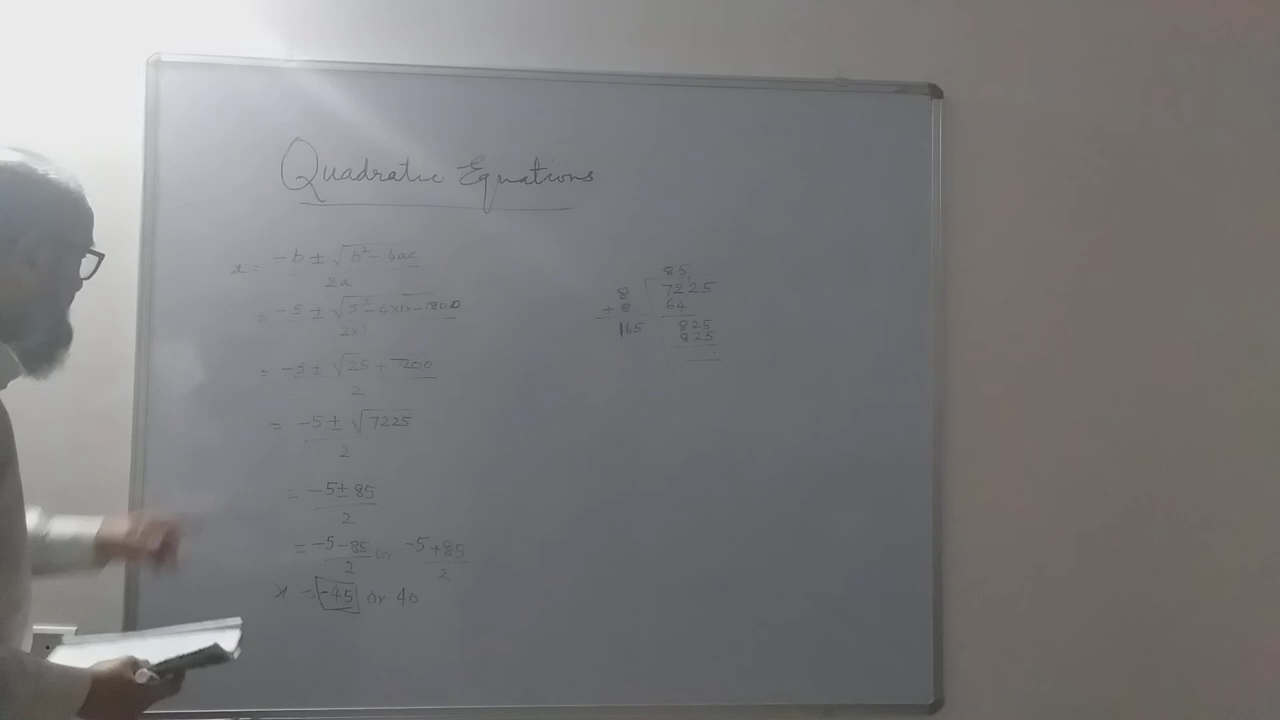 Quadratic Equations
x = -b ± √b² - 4ac
2a
= -5 ± √5² - 4×1×-1800
2×1
= -5 ± √25 + 7200
2
= -5 ± √7225
2
= -5 ± 85
2
= -5 - 85 or -5 + 85
2 2
x = -45 or 40
85
8 7225
+ 8 64
165 825
825